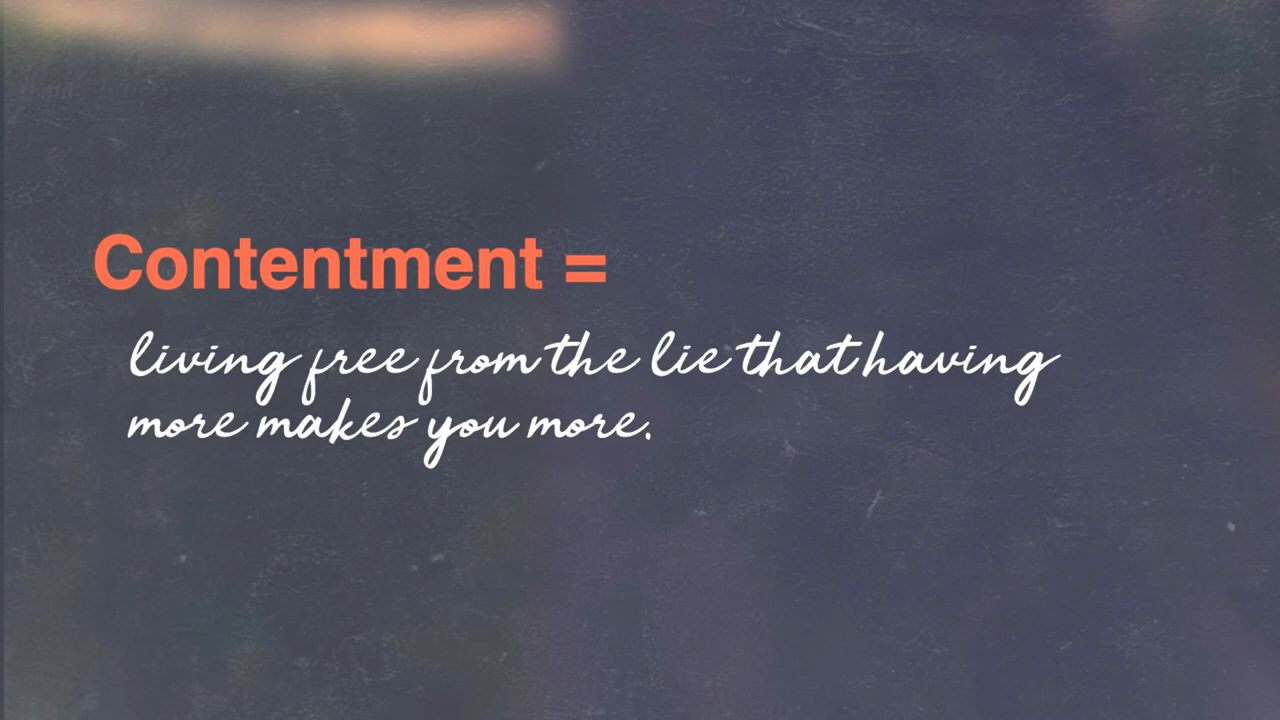 Contentment =
living free from the lie that having
more makes you more.